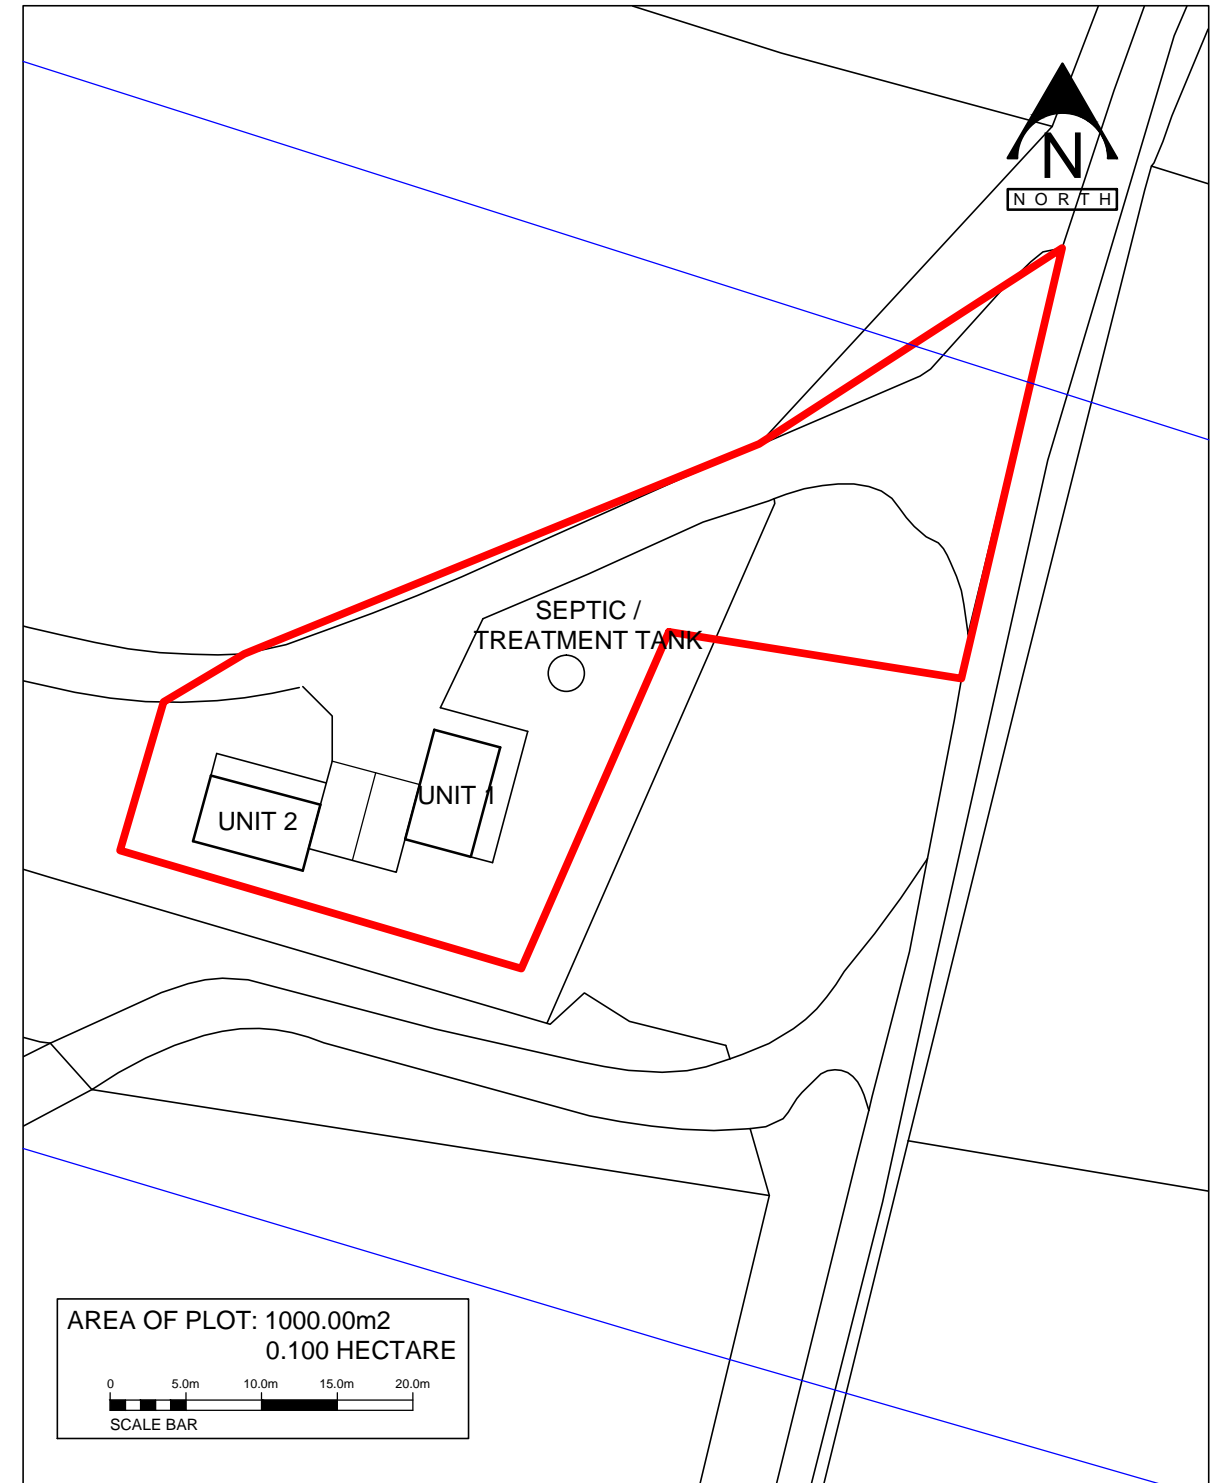 N
NORTH
SEPTIC /
TREATMENT TANK
UNIT 1
UNIT 2
AREA OF PLOT: 1000.00m2
0.100 HECTARE
0 5.0m 10.0m 15.0m 20.0m
SCALE BAR